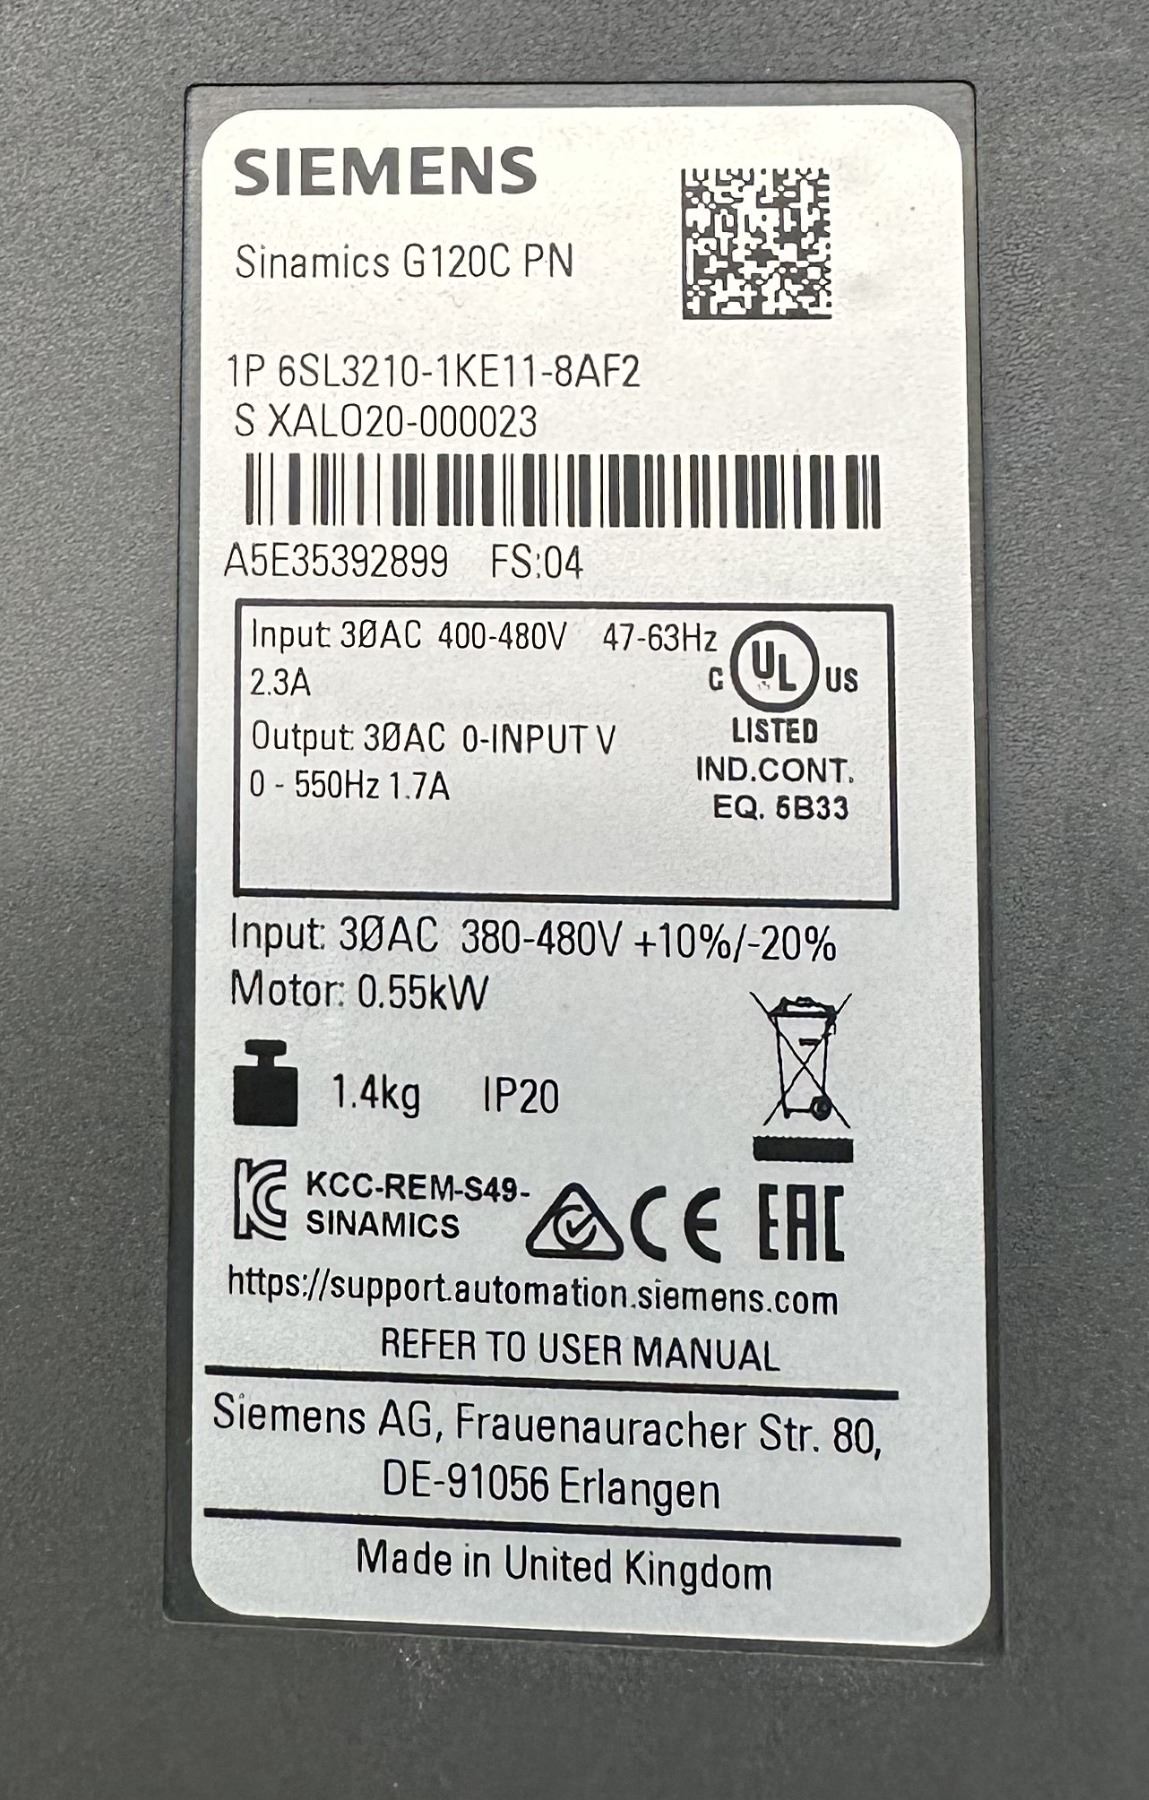 SIEMENS
Sinamics G120C PN
1P 6SL3210-1KE11-8AF2
S XALO20-000023
A5E35392899 FS:04
Input: 3ØAC 400-480V 47-63Hz
2.3A
C UL US
LISTED
IND.CONT.
EQ. 5B33
Output: 3ØAC 0-INPUT V
0 - 550Hz 1.7A
Input: 3ØAC 380-480V +10%/-20%
Motor: 0.55kW
1.4kg IP20
KCC-REM-S49-
SINAMICS
CE EAC
https://support.automation.siemens.com
REFER TO USER MANUAL
Siemens AG, Frauenauracher Str. 80,
DE-91056 Erlangen
Made in United Kingdom